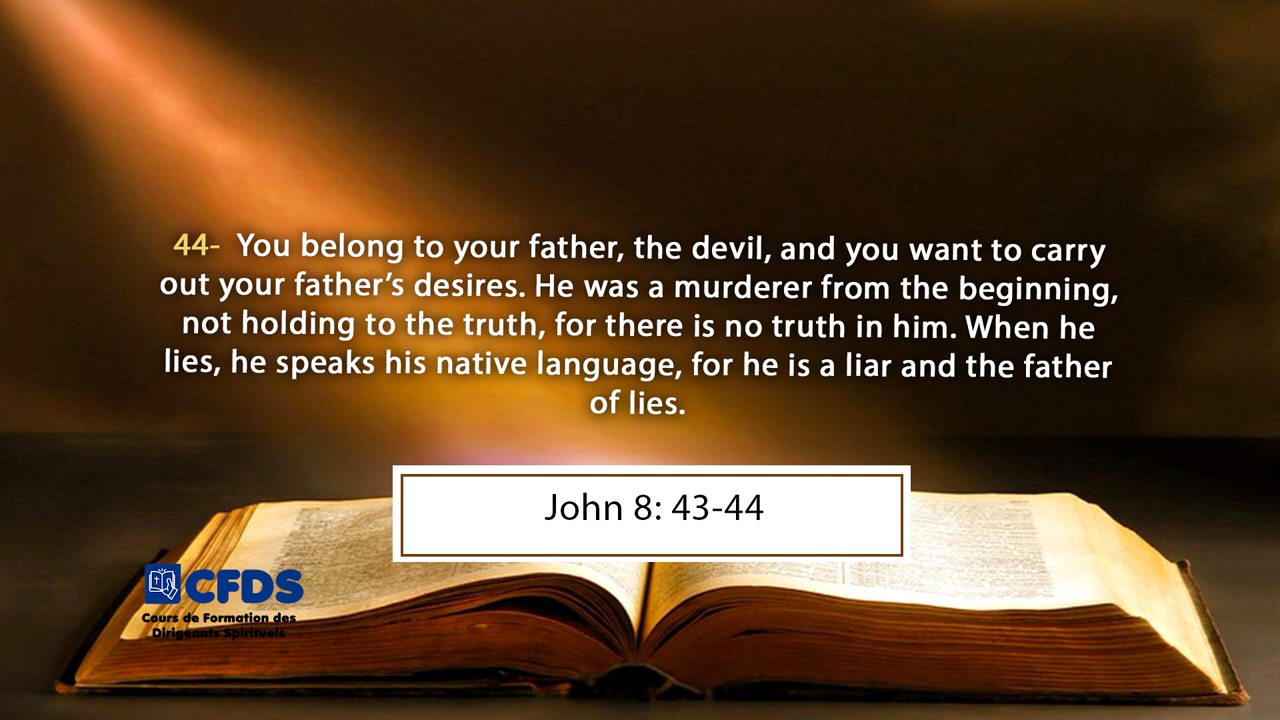 44- You belong to your father, the devil, and you want to carry
out your father’s desires. He was a murderer from the beginning,
not holding to the truth, for there is no truth in him. When he
lies, he speaks his native language, for he is a liar and the father
of lies.
John 8: 43-44
CFDS
Cours de Formation des
Dirigeants Spirituels